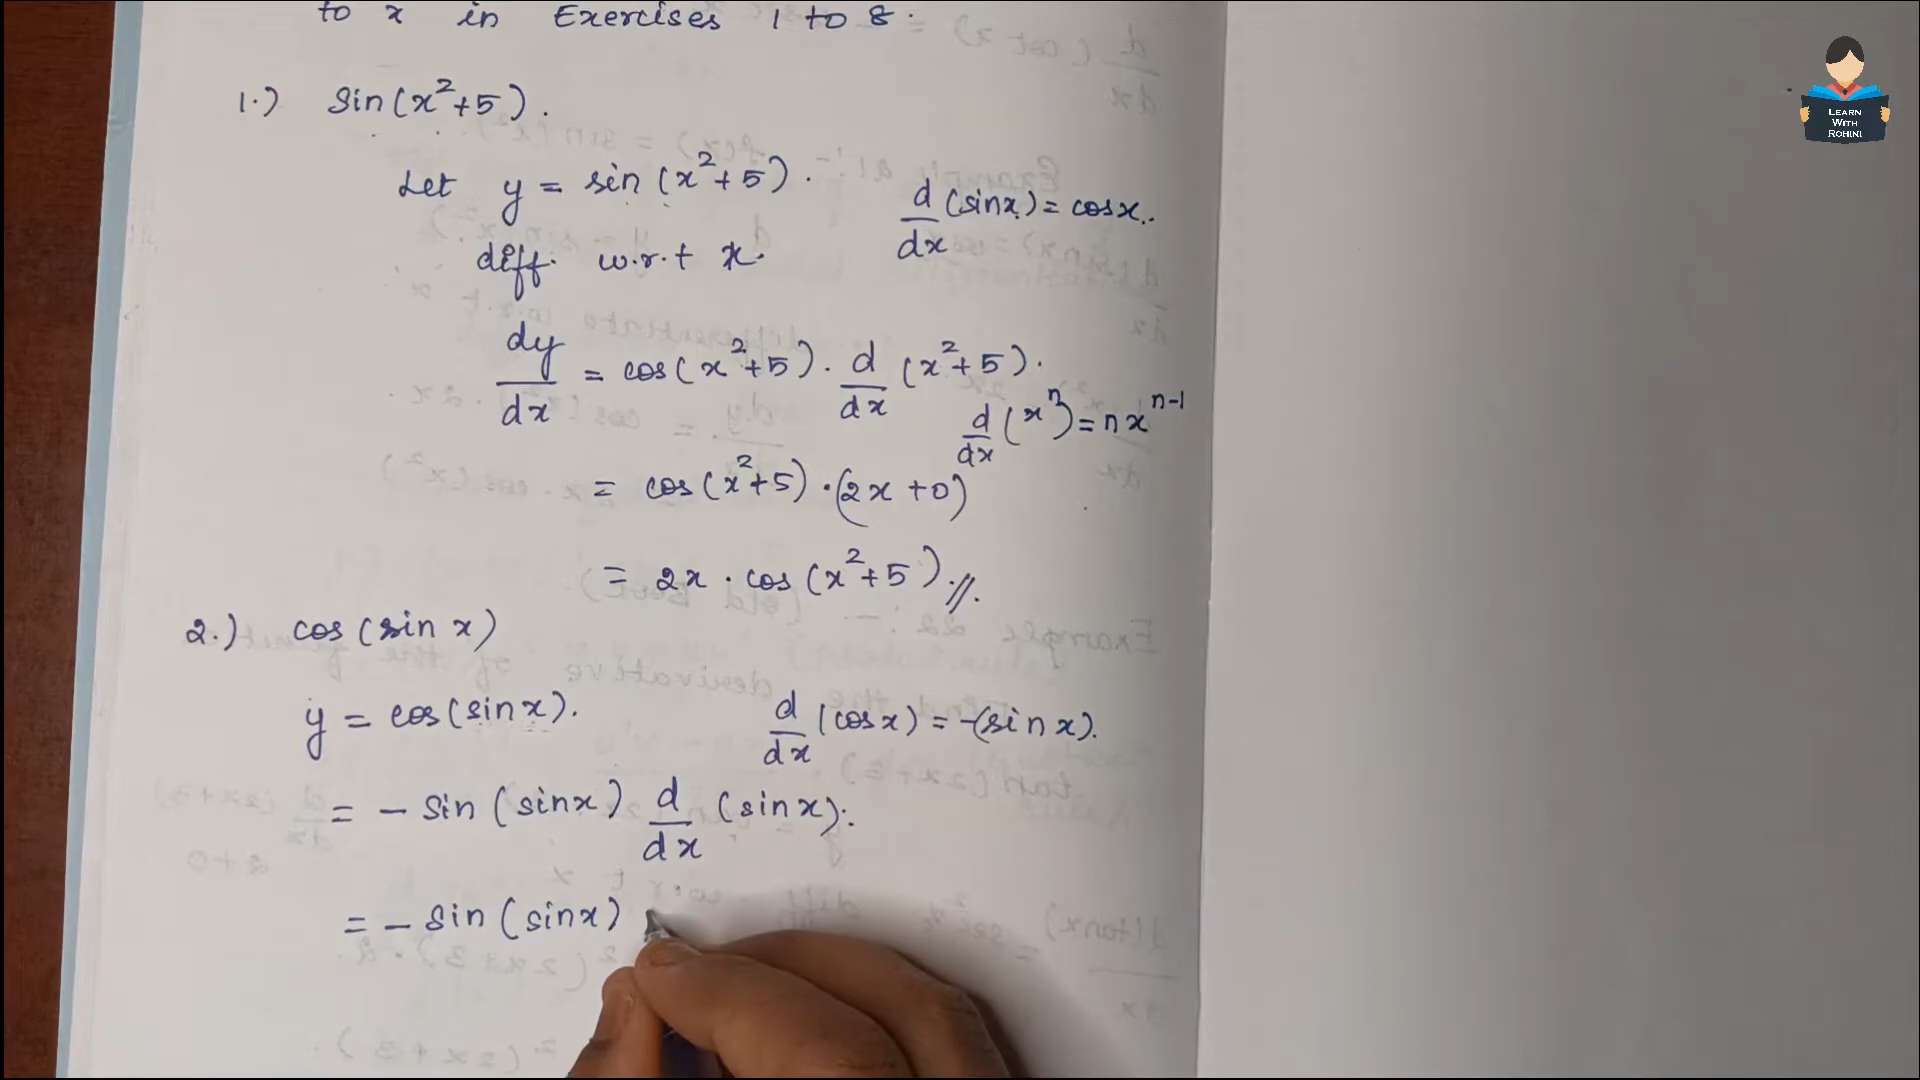 to x in Exercises 1 to 8.
1.) Sin(x²+5).
Let y = sin(x²+5).
d/dx (sinx) = cosx.
diff. w.r.t x.
dy/dx = cos(x²+5) . d/dx (x²+5).
d/dx (xⁿ) = nxⁿ⁻¹
= cos(x²+5) . (2x+0)
= 2x . cos(x²+5).//.
2.) cos(sin x)
y = cos(sinx).
d/dx (cosx) = -(sinx).
= - Sin (sinx) d/dx (sinx).
= - Sin (sinx)
LEARN
WITH
ROHINI